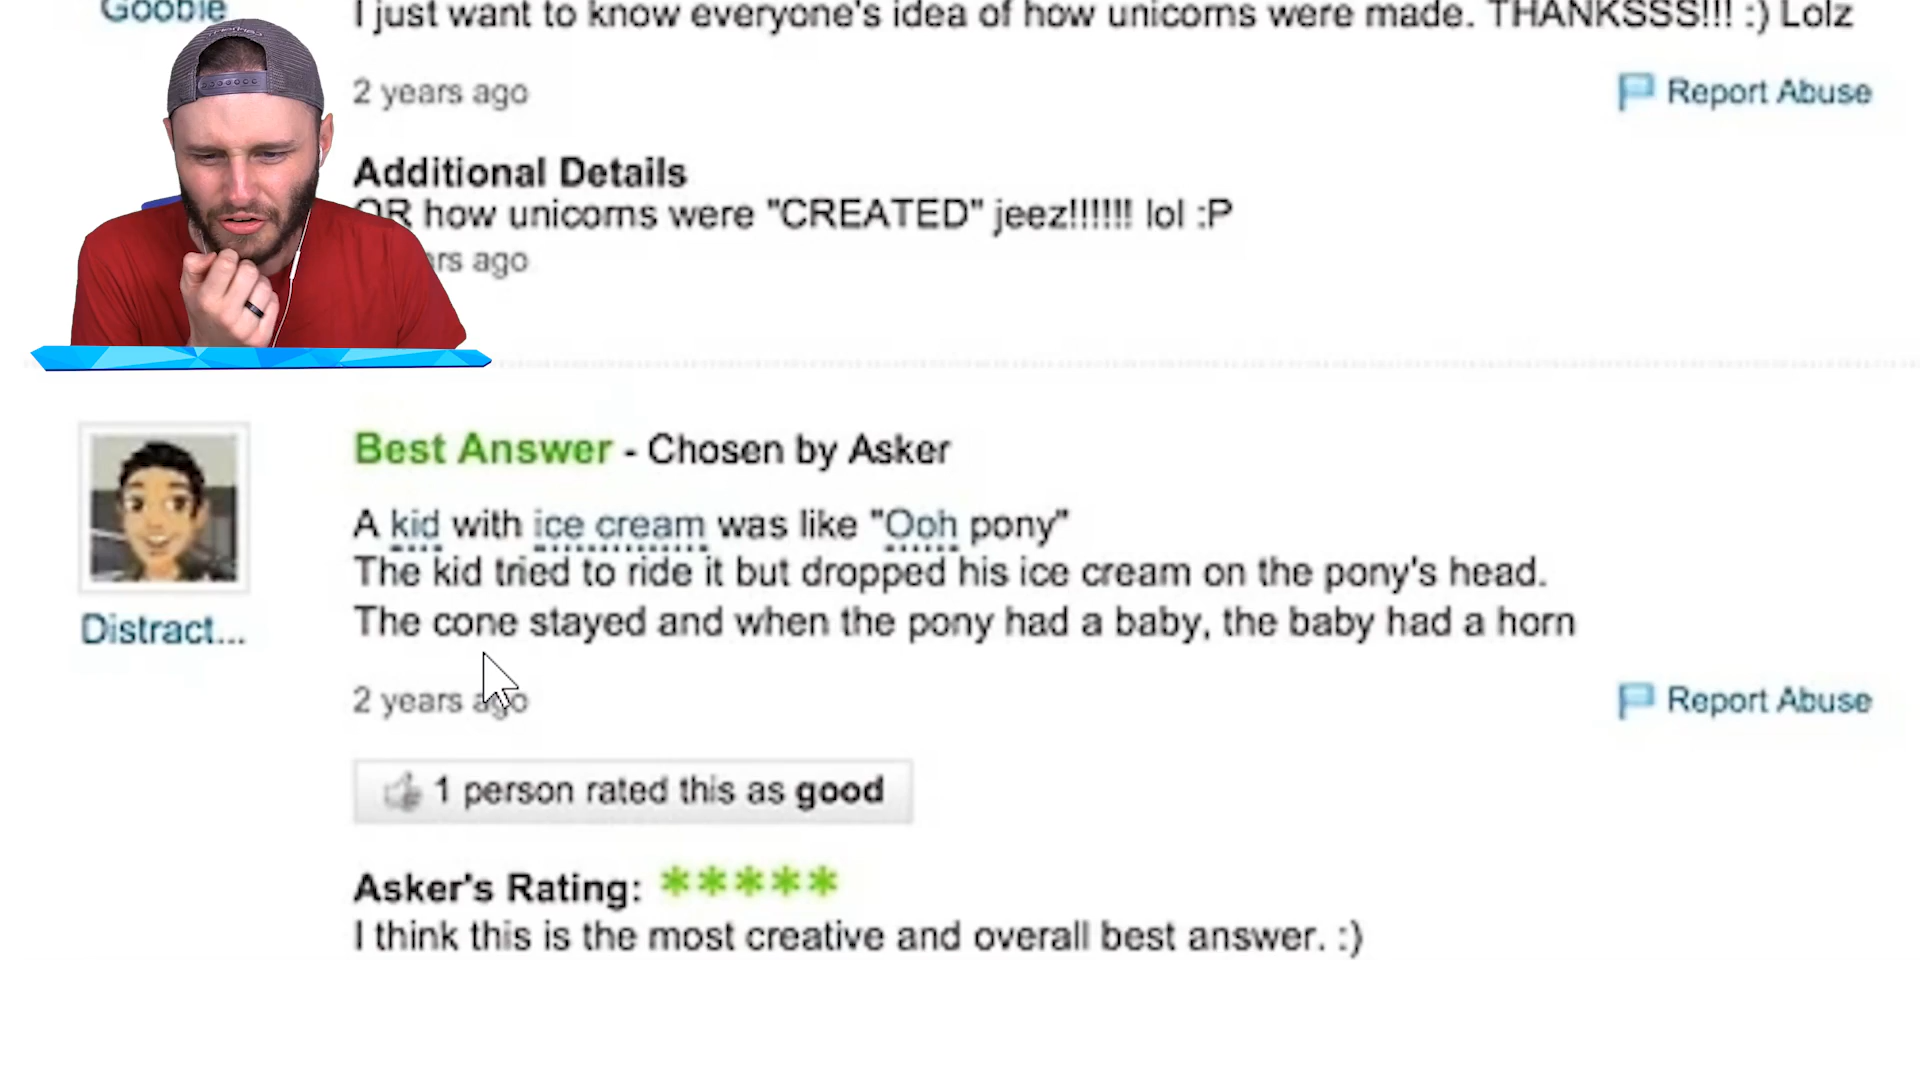 Goobie
I just want to know everyone's idea of how unicorns were made. THANKSSS!!! :) Lolz
2 years ago
Report Abuse
Additional Details
OR how unicorns were "CREATED" jeez!!!!!! lol :P
ago
Best Answer - Chosen by Asker
A kid with ice cream was like "Ooh pony"
The kid tried to ride it but dropped his ice cream on the pony's head.
The cone stayed and when the pony had a baby, the baby had a horn
Distract...
2 years ago
Report Abuse
1 person rated this as good
Asker's Rating: *****
I think this is the most creative and overall best answer. :)